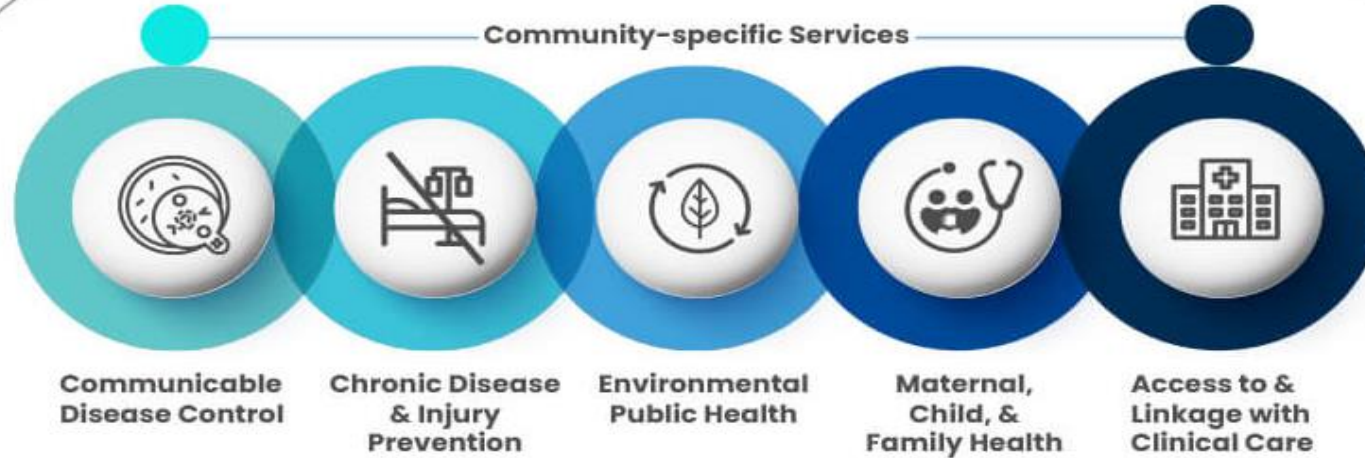 Community-specific Services
Communicable
Disease Control
Chronic Disease
& Injury
Prevention
Environmental
Public Health
Maternal,
Child, &
Family Health
Access to &
Linkage with
Clinical Care